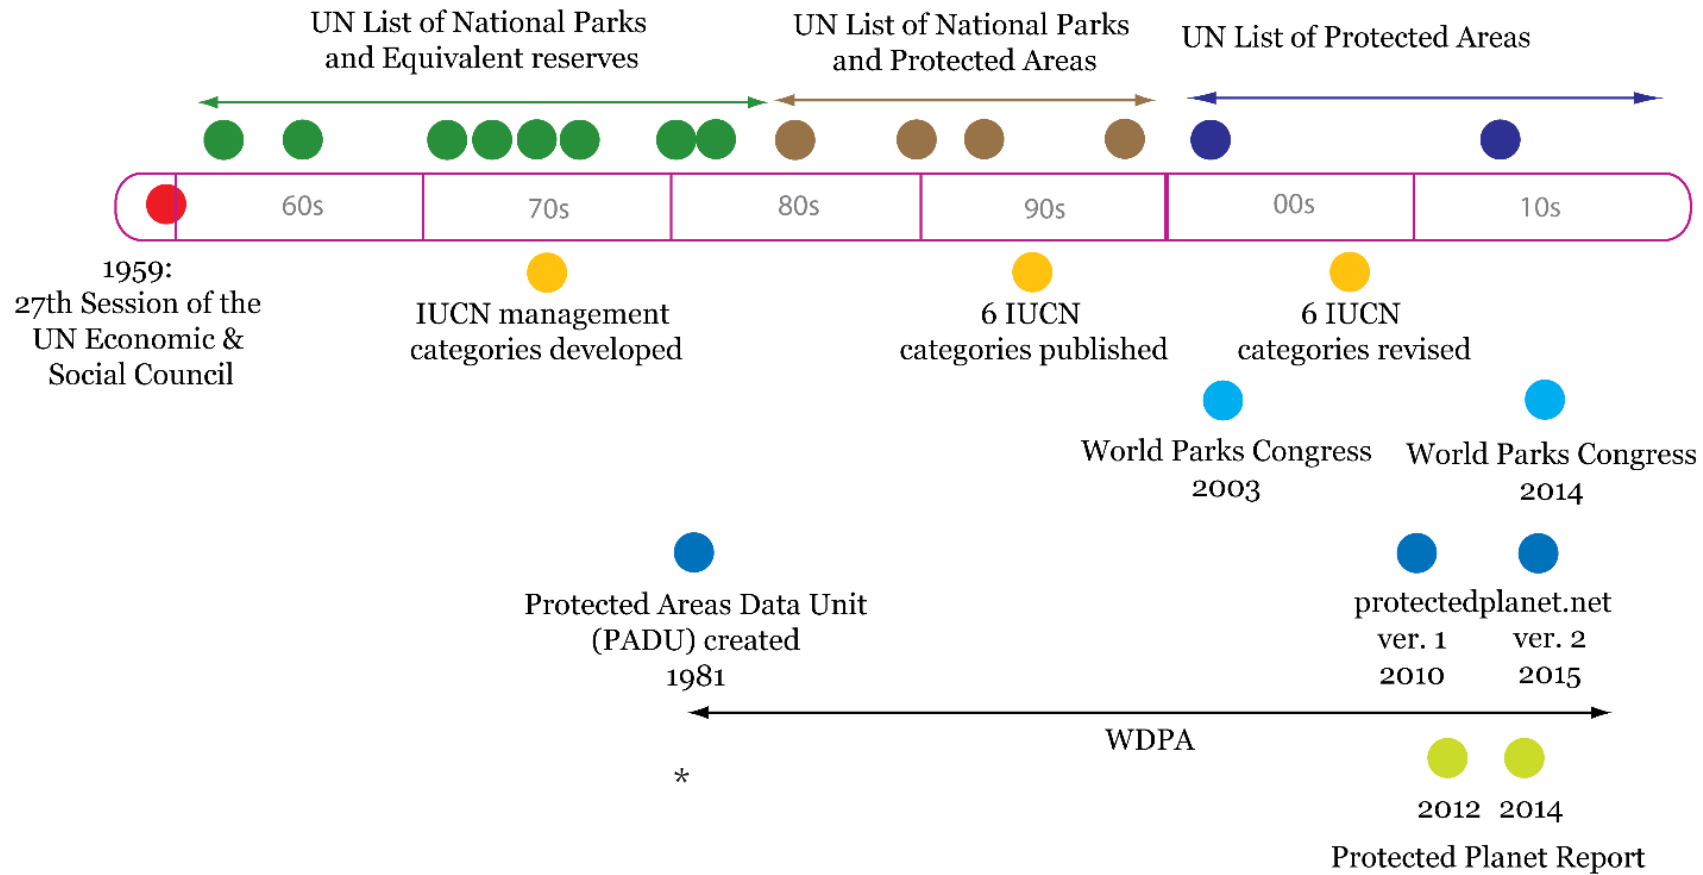 UN List of National Parks
and Equivalent reserves
UN List of National Parks
and Protected Areas
UN List of Protected Areas
60s
70s
80s
90s
00s
10s
1959:
27th Session of the
UN Economic &
Social Council
IUCN management
categories developed
6 IUCN
categories published
6 IUCN
categories revised
World Parks Congress
2003
World Parks Congress
2014
Protected Areas Data Unit
(PADU) created
1981
protectedplanet.net
ver. 1
2010
ver. 2
2015
WDPA
*
2012
2014
Protected Planet Report